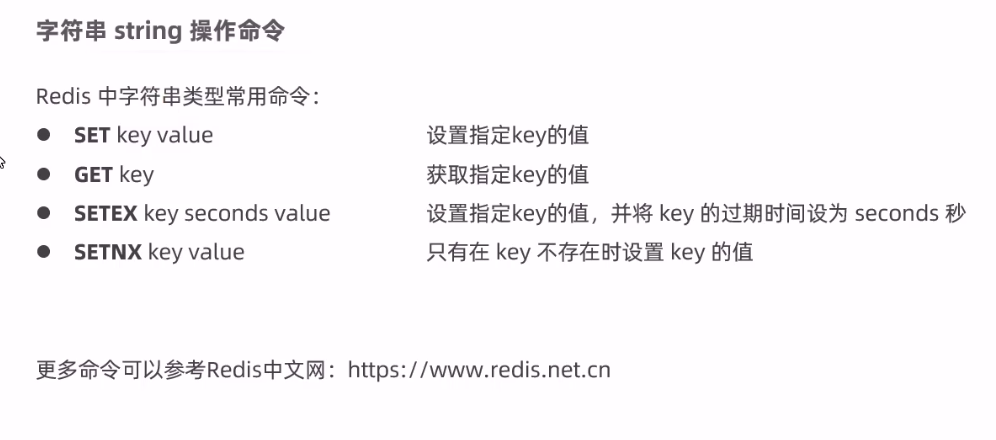 字符串 string 操作命令
Redis 中字符串类型常用命令：
● SET key value 设置指定key的值
● GET key 获取指定key的值
● SETEX key seconds value 设置指定key的值，并将 key 的过期时间设为 seconds 秒
● SETNX key value 只有在 key 不存在时设置 key 的值
更多命令可以参考Redis中文网：https://www.redis.net.cn